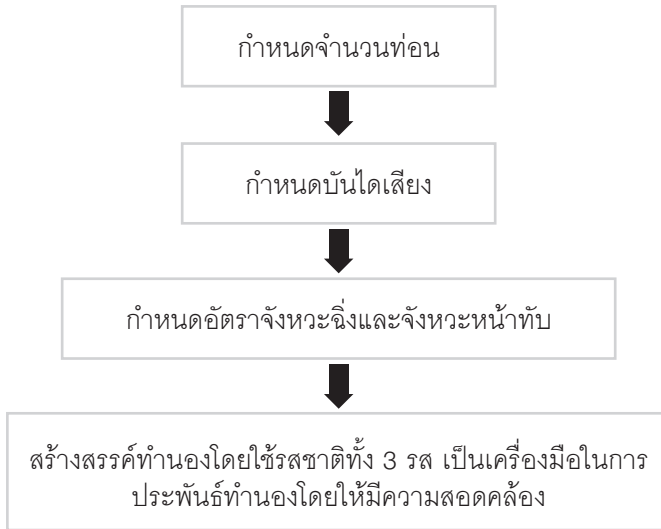 กำหนดจำนวนท่อน
กำหนดบันไดเสียง
กำหนดอัตราจังหวะฉิ่งและจังหวะหน้าทับ
สร้างสรรค์ทำนองโดยใช้รสชาติทั้ง 3 รส เป็นเครื่องมือในการ
ประพันธ์ทำนองโดยให้มีความสอดคล้อง